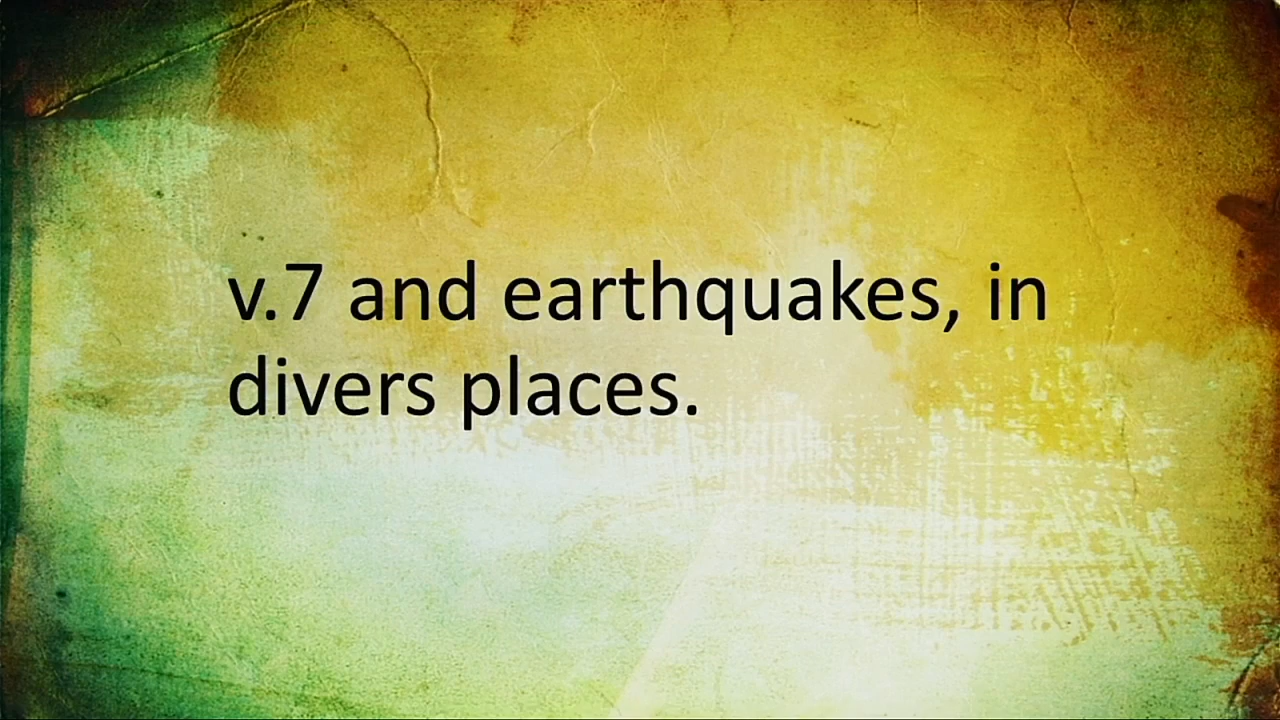 v.7 and earthquakes, in
divers places.